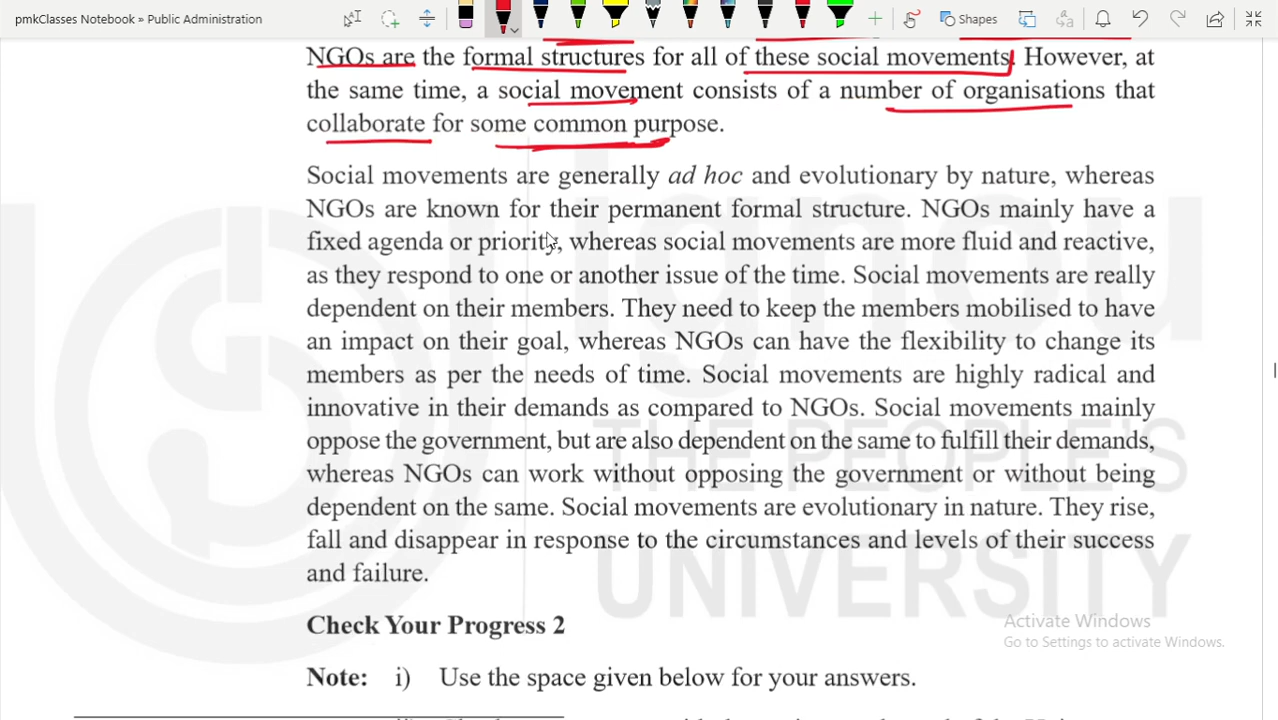 pmkClasses Notebook » Public Administration
Shapes
NGOs are the formal structures for all of these social movements. However, at
the same time, a social movement consists of a number of organisations that
collaborate for some common purpose.
Social movements are generally ad hoc and evolutionary by nature, whereas
NGOs are known for their permanent formal structure. NGOs mainly have a
fixed agenda or priority, whereas social movements are more fluid and reactive,
as they respond to one or another issue of the time. Social movements are really
dependent on their members. They need to keep the members mobilised to have
an impact on their goal, whereas NGOs can have the flexibility to change its
members as per the needs of time. Social movements are highly radical and
innovative in their demands as compared to NGOs. Social movements mainly
oppose the government, but are also dependent on the same to fulfill their demands,
whereas NGOs can work without opposing the government or without being
dependent on the same. Social movements are evolutionary in nature. They rise,
fall and disappear in response to the circumstances and levels of their success
and failure.
ignou
THE PEOPLE'S
UNIVERSITY
Check Your Progress 2
Activate Windows
Go to Settings to activate Windows.
Note: i) Use the space given below for your answers.